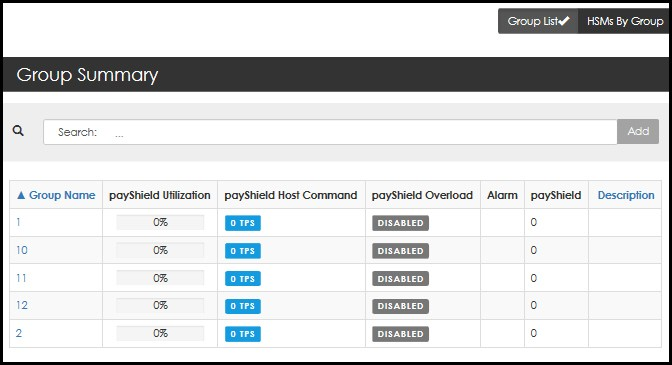 Group List✔ HSMs By Group
Group Summary
Search: ... Add
▲ Group Name payShield Utilization payShield Host Command payShield Overload Alarm payShield Description
1 0% 0 TPS DISABLED 0
10 0% 0 TPS DISABLED 0
11 0% 0 TPS DISABLED 0
12 0% 0 TPS DISABLED 0
2 0% 0 TPS DISABLED 0